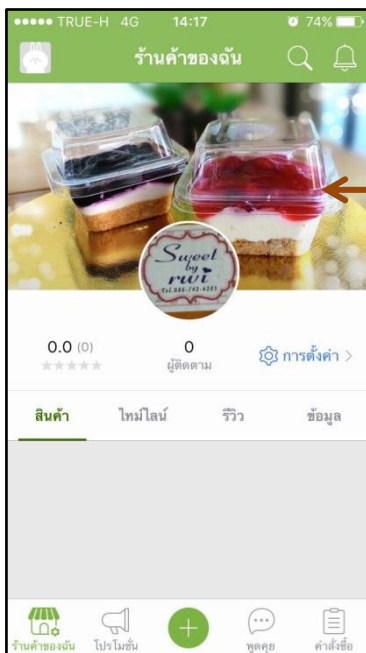 TRUE-H 4G 14:17 74%
ร้านค้าของฉัน
Sweet
by
rwi
0.0 (0)
0
ผู้ติดตาม
การตั้งค่า >
สินค้า ไทม์ไลน์ รีวิว ข้อมูล
ร้านค้าของฉัน โปรโมชั่น พูดคุย คำสั่งซื้อ